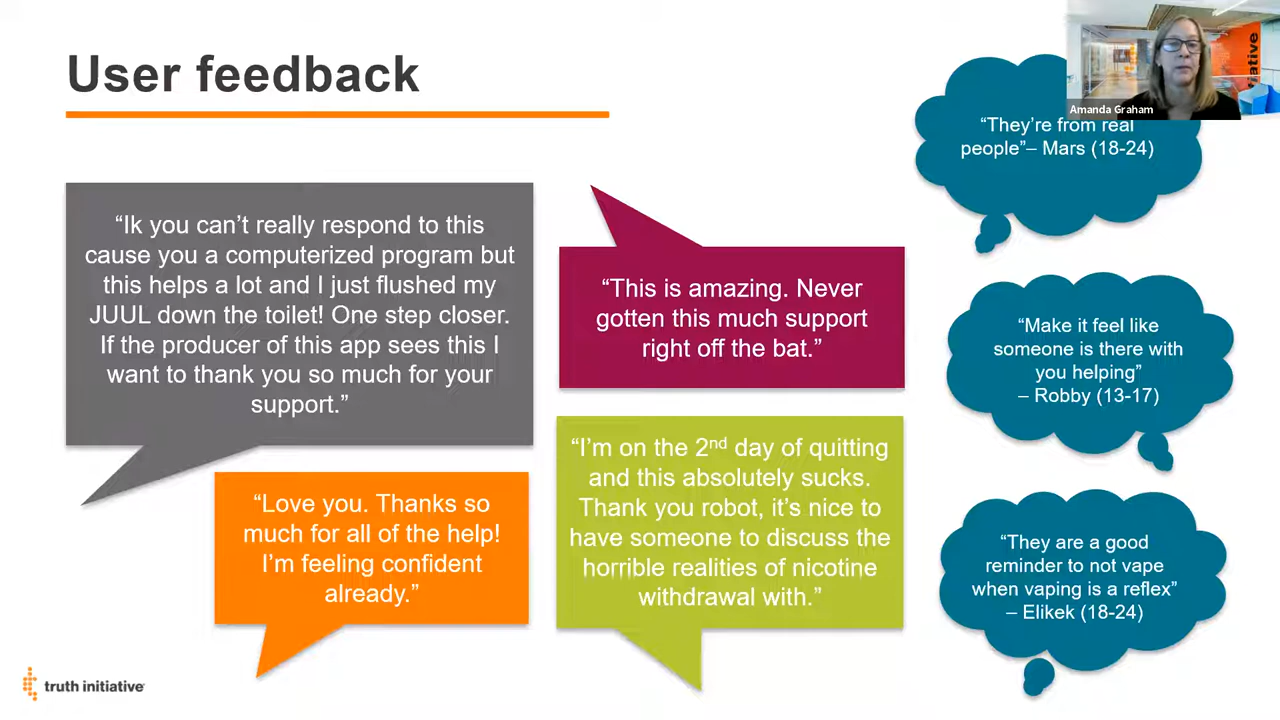 User feedback
Amanda Graham
“They’re from real
people”– Mars (18-24)
“Ik you can’t really respond to this
cause you a computerized program but
this helps a lot and I just flushed my
JUUL down the toilet! One step closer.
If the producer of this app sees this I
want to thank you so much for your
support.”
“This is amazing. Never
gotten this much support
right off the bat.”
“Make it feel like
someone is there with
you helping”
– Robby (13-17)
“Love you. Thanks so
much for all of the help!
I’m feeling confident
already.”
“I’m on the 2nd day of quitting
and this absolutely sucks.
Thank you robot, it’s nice to
have someone to discuss the
horrible realities of nicotine
withdrawal with.”
“They are a good
reminder to not vape
when vaping is a reflex”
– Elikek (18-24)
truth initiative